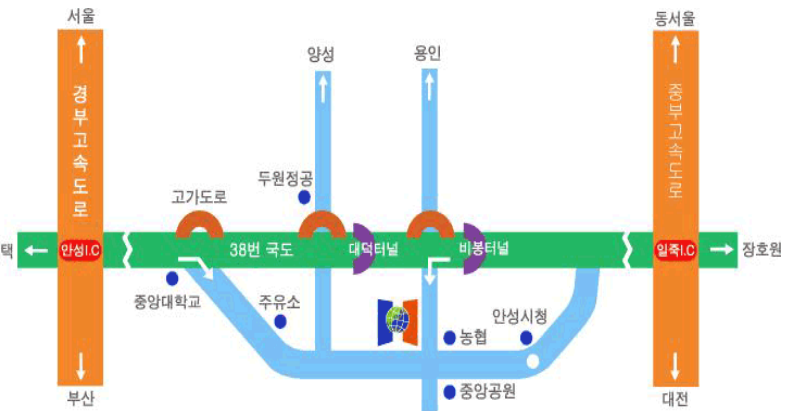 서울
동서울
양성
용인
경부고속도로
중부고속도로
두원정공
고가도로
택
안성I.C
38번 국도
대덕터널
비봉터널
일죽I.C
장호원
중앙대학교
주유소
안성시청
농협
중앙공원
부산
대전